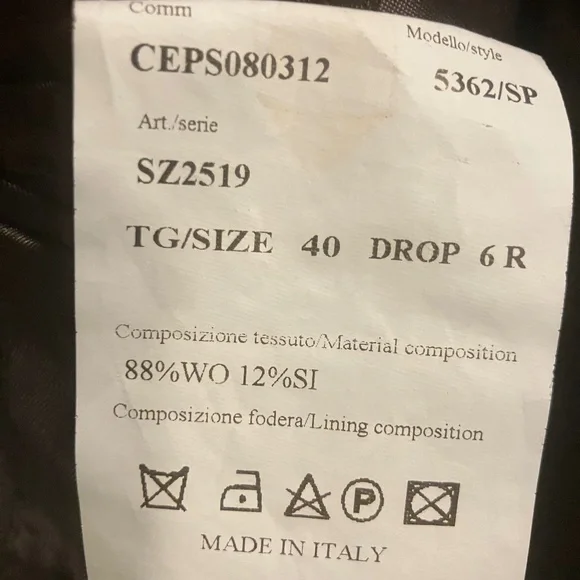 Comm
Modello/style
CEPS080312
5362/SP
Art./serie
SZ2519
TG/SIZE 40 DROP 6 R
Composizione tessuto/Material composition
88%WO 12%SI
Composizione fodera/Lining composition
P
MADE IN ITALY